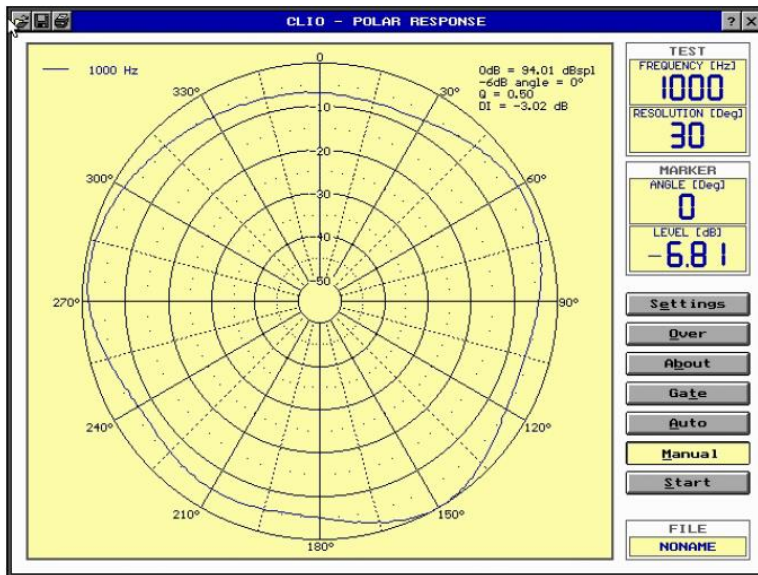 CLIO - POLAR RESPONSE
? X
1000 Hz
0dB = 94.01 dBspl
-6dB angle = 0°
Q = 0.50
DI = -3.02 dB
0
330°
30°
-10
-20
300°
60°
-30
-40
-50
270°
90°
240°
120°
210°
150°
180°
TEST
FREQUENCY [Hz]
1000
RESOLUTION [Deg]
30
MARKER
ANGLE [Deg]
0
LEVEL [dB]
-6.81
Settings
Over
About
Gate
Auto
Manual
Start
FILE
NONAME